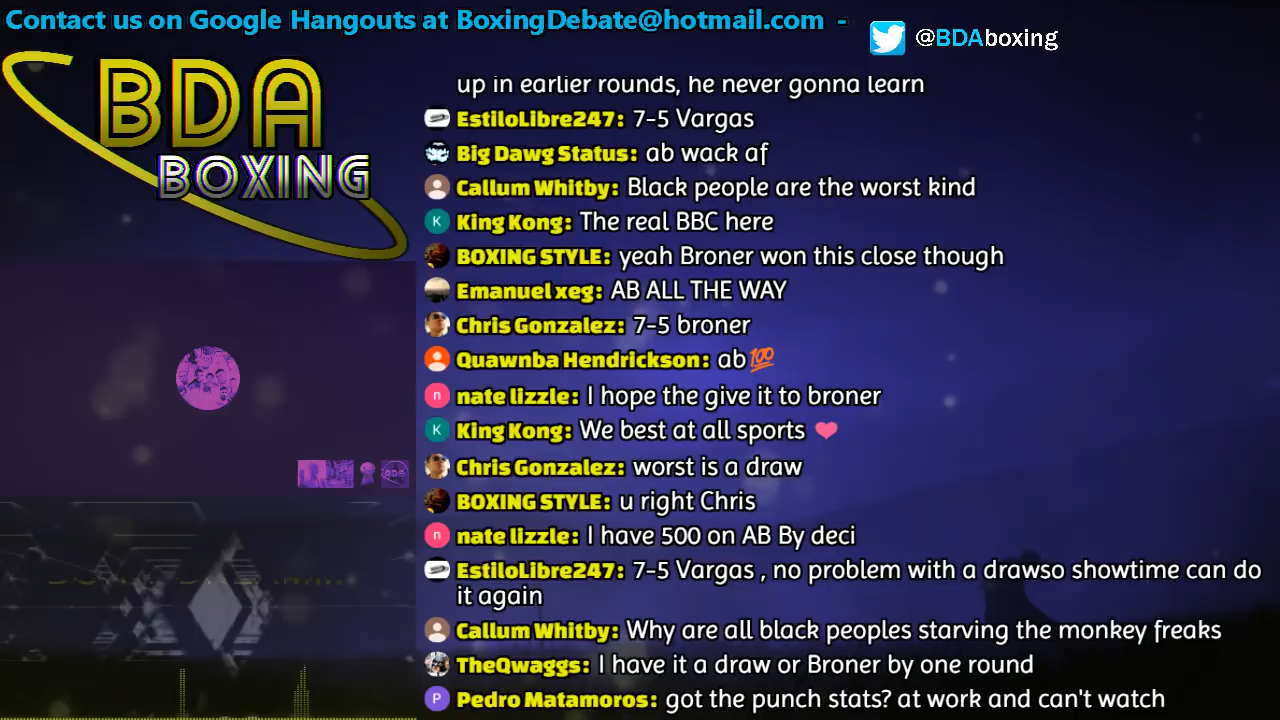 Contact us on Google Hangouts at BoxingDebate@hotmail.com -
@BDAboxing
BDA
BOXING
up in earlier rounds, he never gonna learn
EstiloLibre247: 7-5 Vargas
Big Dawg Status: ab wack af
Callum Whitby: Black people are the worst kind
K King Kong: The real BBC here
BOXING STYLE: yeah Broner won this close though
Emanuel xeg: AB ALL THE WAY
Chris Gonzalez: 7-5 broner
Quawnba Hendrickson: ab💯
n nate lizzle: I hope the give it to broner
K King Kong: We best at all sports ❤
Chris Gonzalez: worst is a draw
BOXING STYLE: u right Chris
n nate lizzle: I have 500 on AB By deci
EstiloLibre247: 7-5 Vargas , no problem with a drawso showtime can do
it again
Callum Whitby: Why are all black peoples starving the monkey freaks
TheQwaggs: I have it a draw or Broner by one round
P Pedro Matamoros: got the punch stats? at work and can't watch